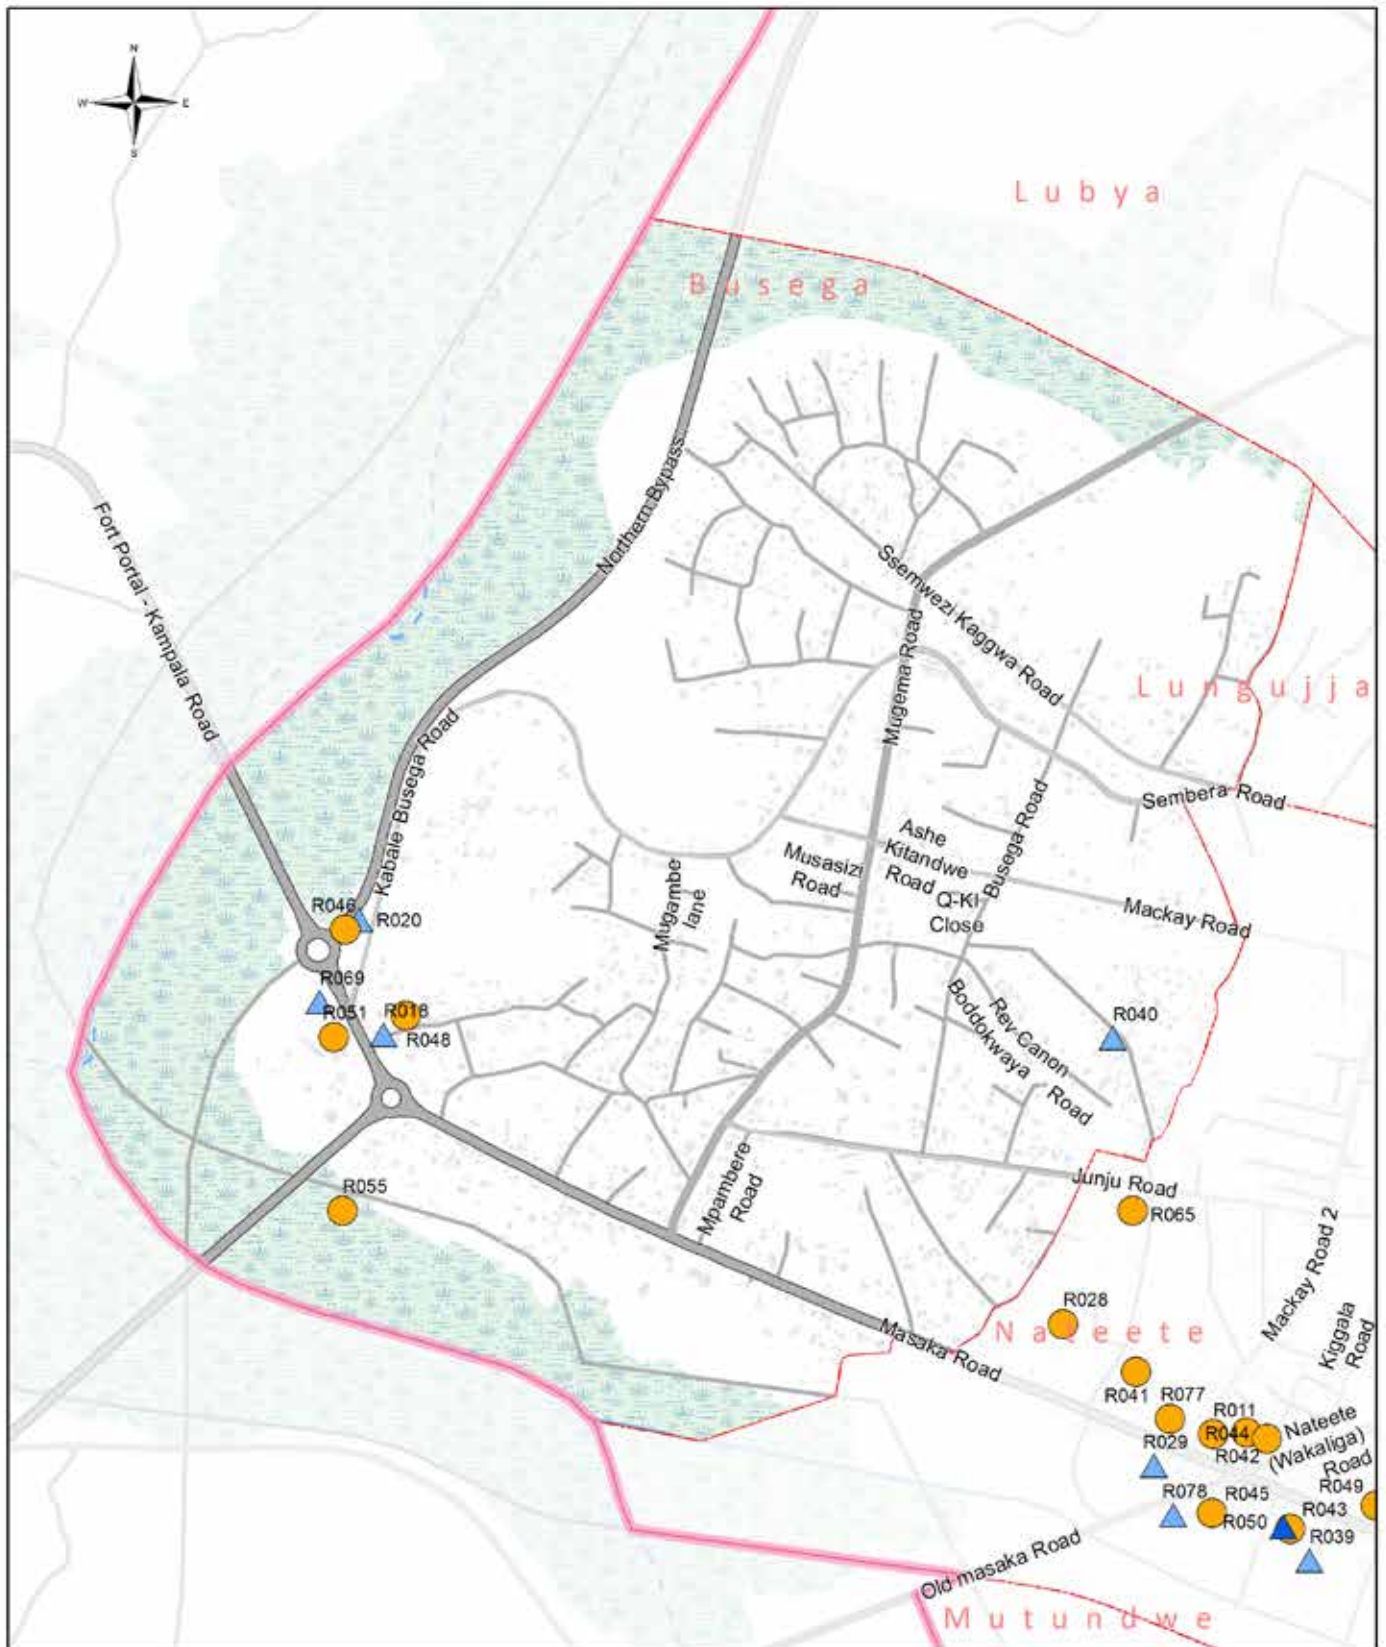 N
W
E
S
Lubya
Busega
Northern Bypass
Fort Portal - Kampala Road
Ssemwezi Kaggwa Road
Mugema Road
Lungujja
Kabale Busega Road
Sembera Road
Busega Road
Ashe
Kitandwe
Road
Musasizi
Road
Q-KI
Close
Mugambe
lane
Mackay Road
R046
R020
R069
R051
R018
R048
Rev Canon
Boddokwaya
Road
R040
Mpambere
Road
Junju Road
R055
R065
Mackay Road 2
Kiggala
Road
R028
Nateete
Masaka Road
R041
R077
R011
R044
R042
R029
Nateete
(Wakaliga)
Road
R049
R078
R045
R050
R043
R039
Old masaka Road
Mutundwe